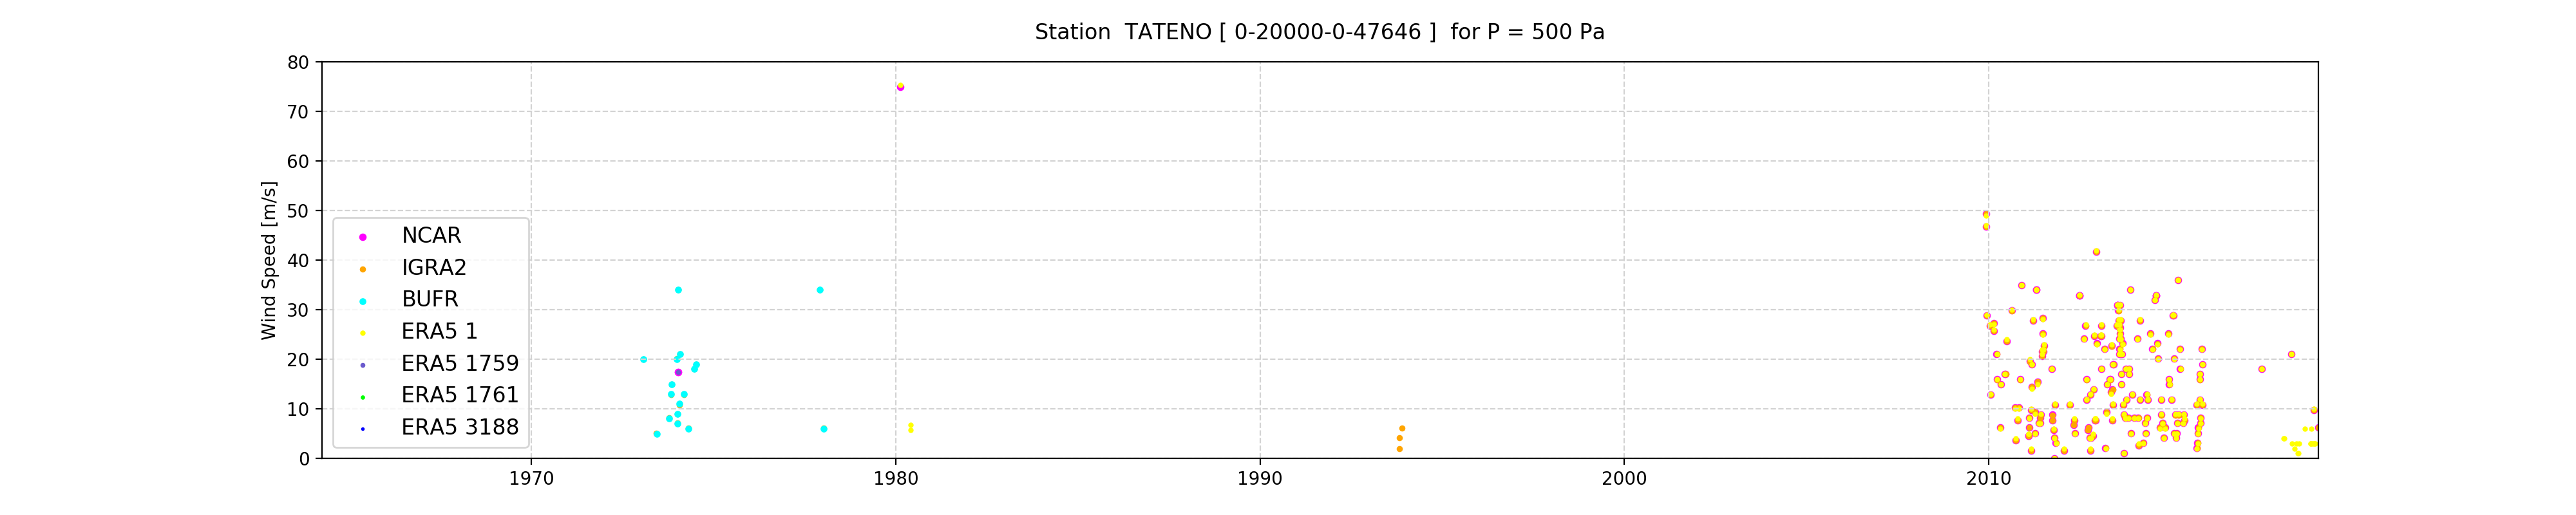 Station  TATENO [ 0-20000-0-47646 ]  for P = 500 Pa
80
70
60
50
40
30
20
10
0
Wind Speed [m/s]
NCAR
IGRA2
BUFR
ERA5 1
ERA5 1759
ERA5 1761
ERA5 3188
1970
1980
1990
2000
2010